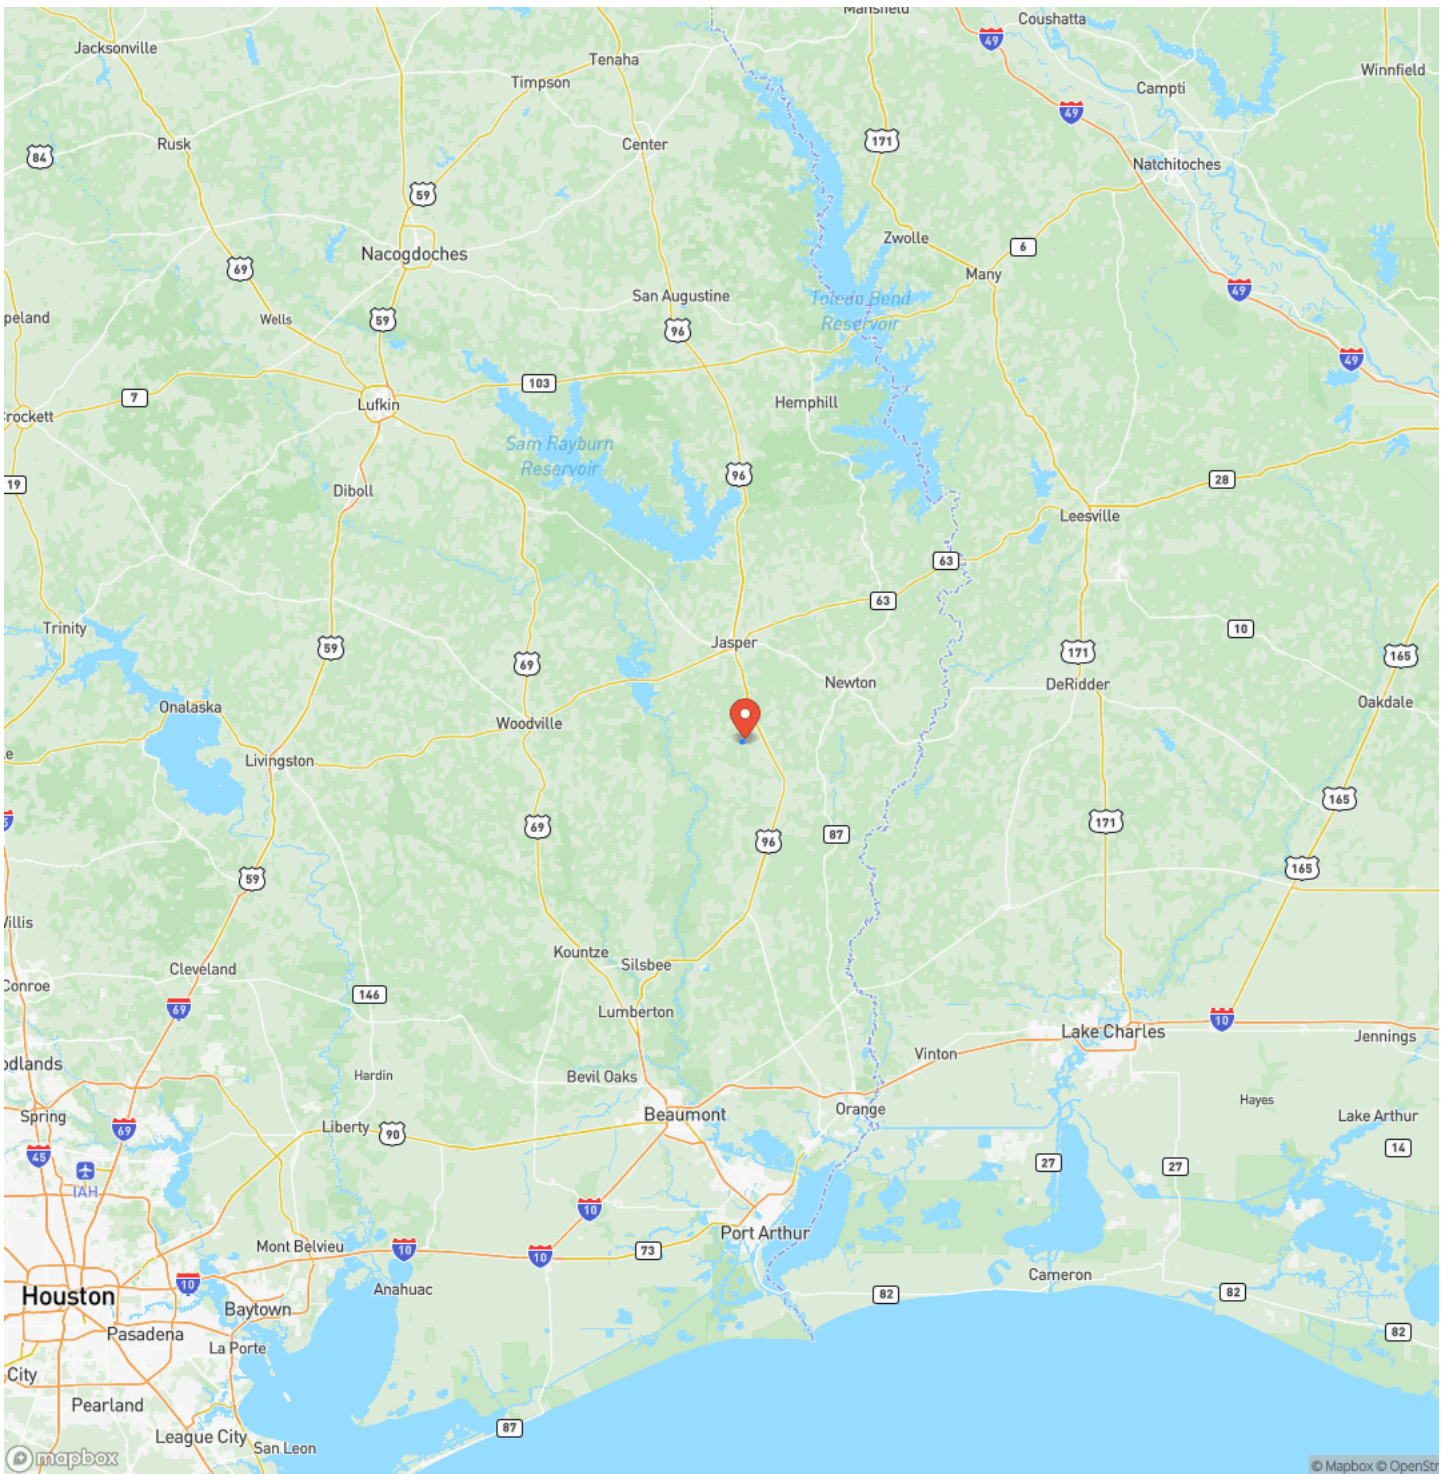 Mansfield
Coushatta
49
Jacksonville
Tenaha
Timpson
Winnfield
Campti
49
Rusk
84
Center
171
Natchitoches
59
Zwolle
6
Nacogdoches
69
Many
San Augustine
Toledo Bend
Reservoir
49
peland
Wells
59
96
49
103
7
Hemphill
Lufkin
Crockett
Sam Rayburn
Reservoir
96
28
19
Diboll
Leesville
63
63
Trinity
10
Jasper
59
69
171
165
Newton
DeRidder
Oakdale
Onalaska
Woodville
le
Livingston
165
5
69
171
87
96
165
59
Willis
Kountze
Silsbee
Cleveland
Conroe
146
69
Lumberton
10
Lake Charles
Jennings
Vinton
odlands
Hardin
Bevil Oaks
Hayes
Spring
Beaumont
Orange
Lake Arthur
69
Liberty
90
14
45
27
27
IAH
10
Port Arthur
Mont Belvieu
10
10
73
Cameron
10
Anahuac
82
82
Houston
Baytown
Pasadena
82
La Porte
City
Pearland
87
League City
San Leon
mapbox
© Mapbox © OpenStr